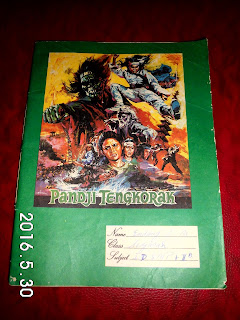 PANDJI TENGKORAK
Name
Class
Subject
2016.5.30